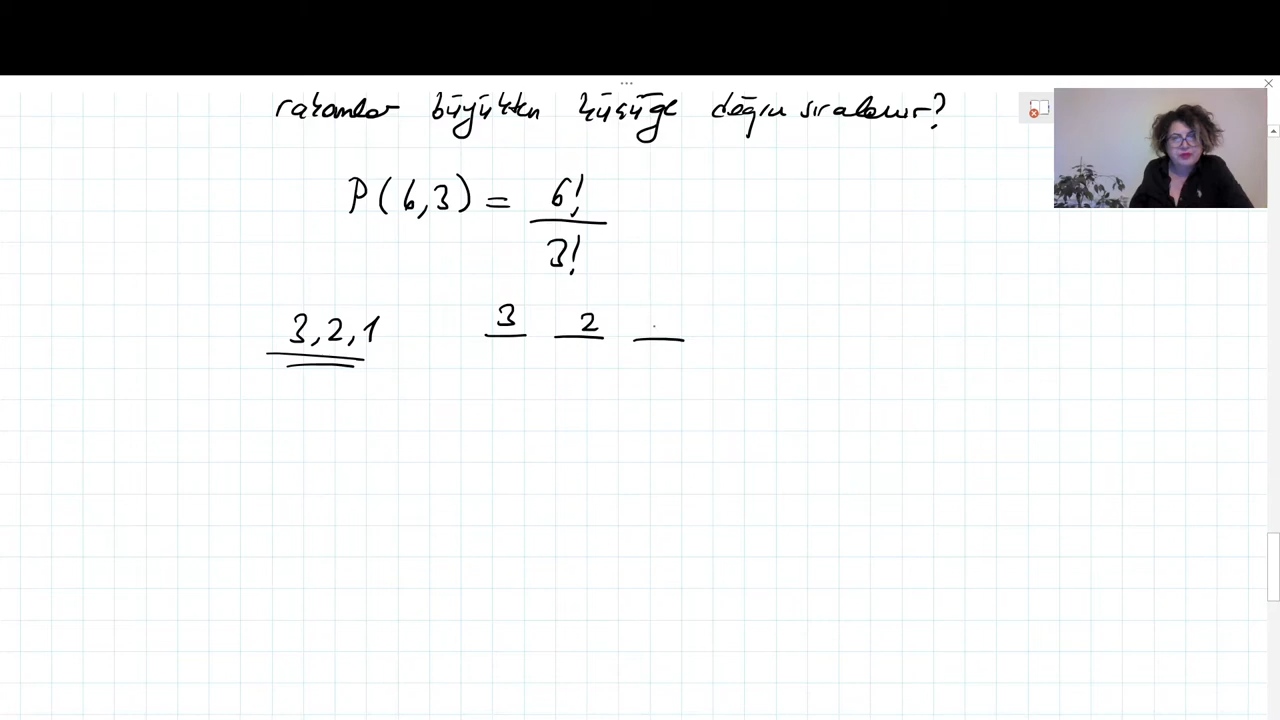 rakamlar büyükten küçüğe doğru sıralanır?
P(6,3) = 6!
3!
3,2,1 3 2